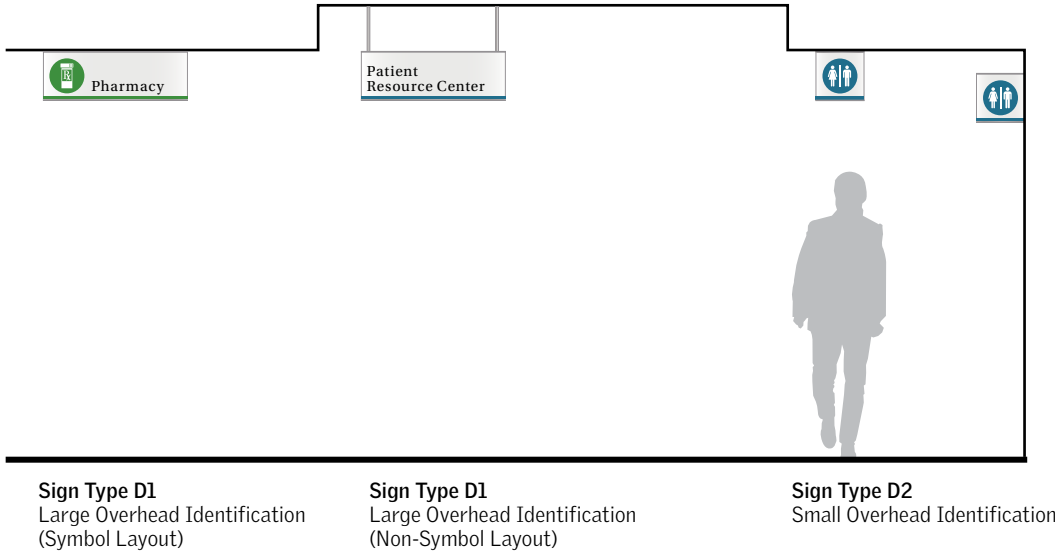 Pharmacy
Patient
Resource Center
Sign Type D1
Large Overhead Identification
(Symbol Layout)
Sign Type D1
Large Overhead Identification
(Non-Symbol Layout)
Sign Type D2
Small Overhead Identification